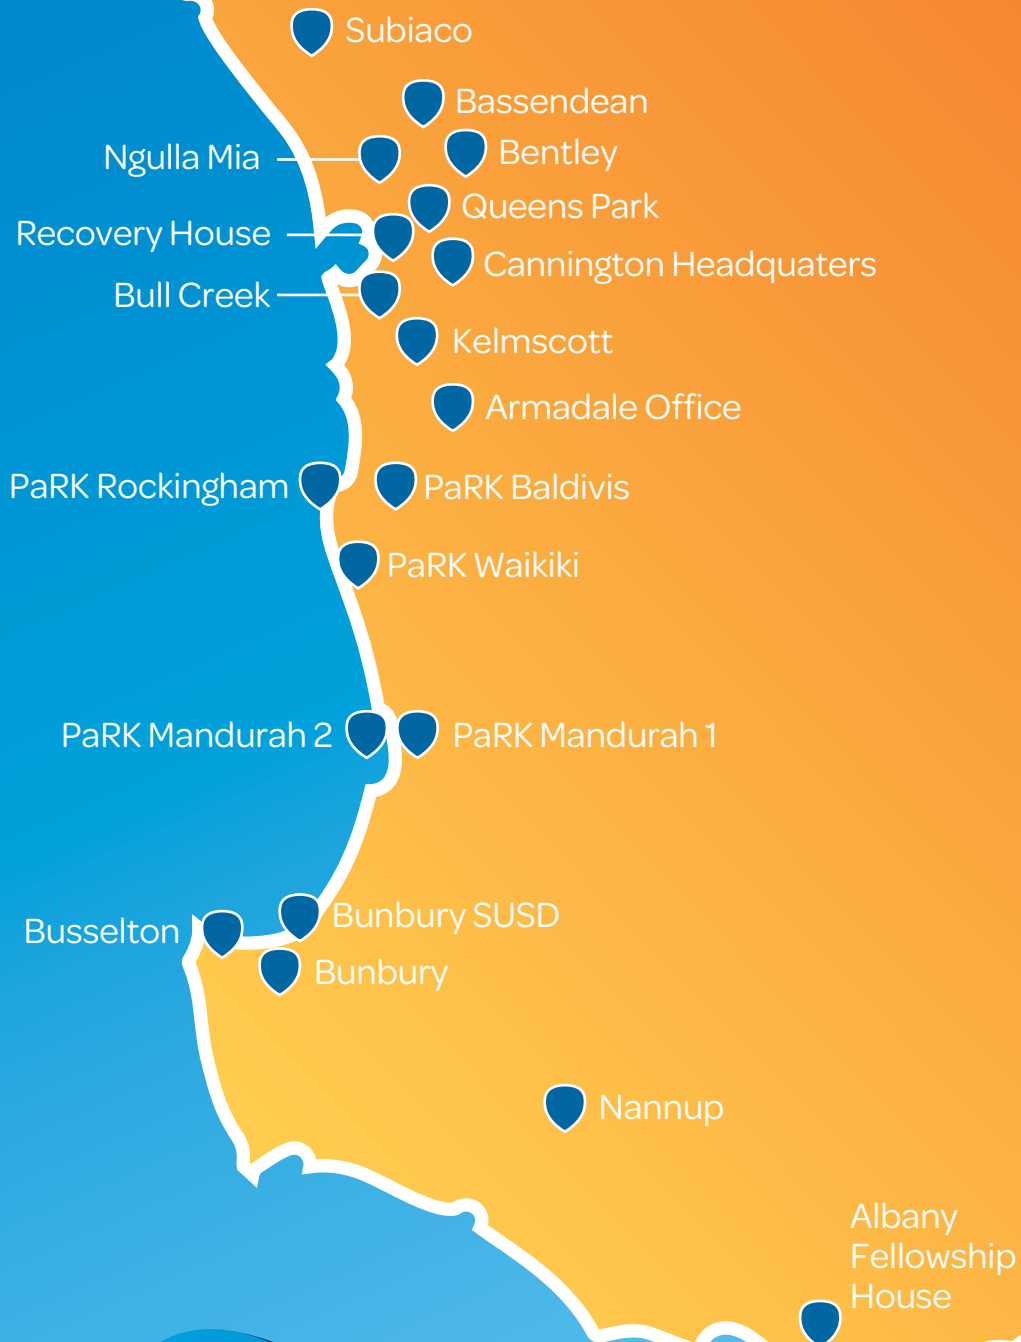 Subiaco
Bassendean
Bentley
Ngulla Mia
Queens Park
Recovery House
Cannington Headquaters
Bull Creek
Kelmscott
Armadale Office
PaRK Rockingham
PaRK Baldivis
PaRK Waikiki
PaRK Mandurah 2
PaRK Mandurah 1
Bunbury SUSD
Busselton
Bunbury
Nannup
Albany
Fellowship
House